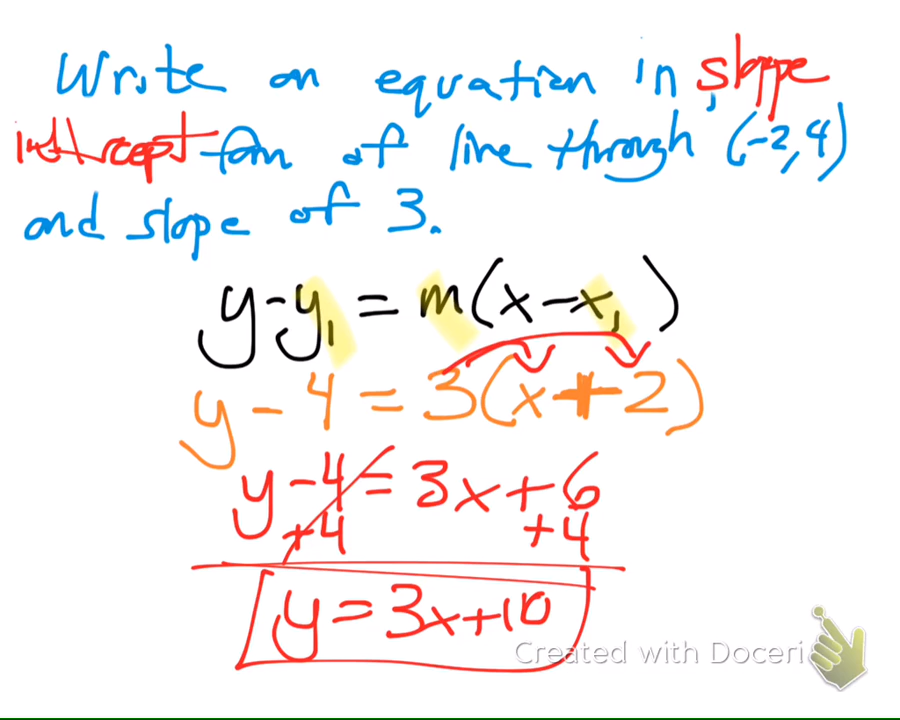 Write an equation in slope
intercept form of line through (-2,4)
and slope of 3.
y-y₁ = m(x-x₁)
y - 4 = 3(x+2)
y-4 = 3x+6
+4 +4
y = 3x+10
Created with Doceri